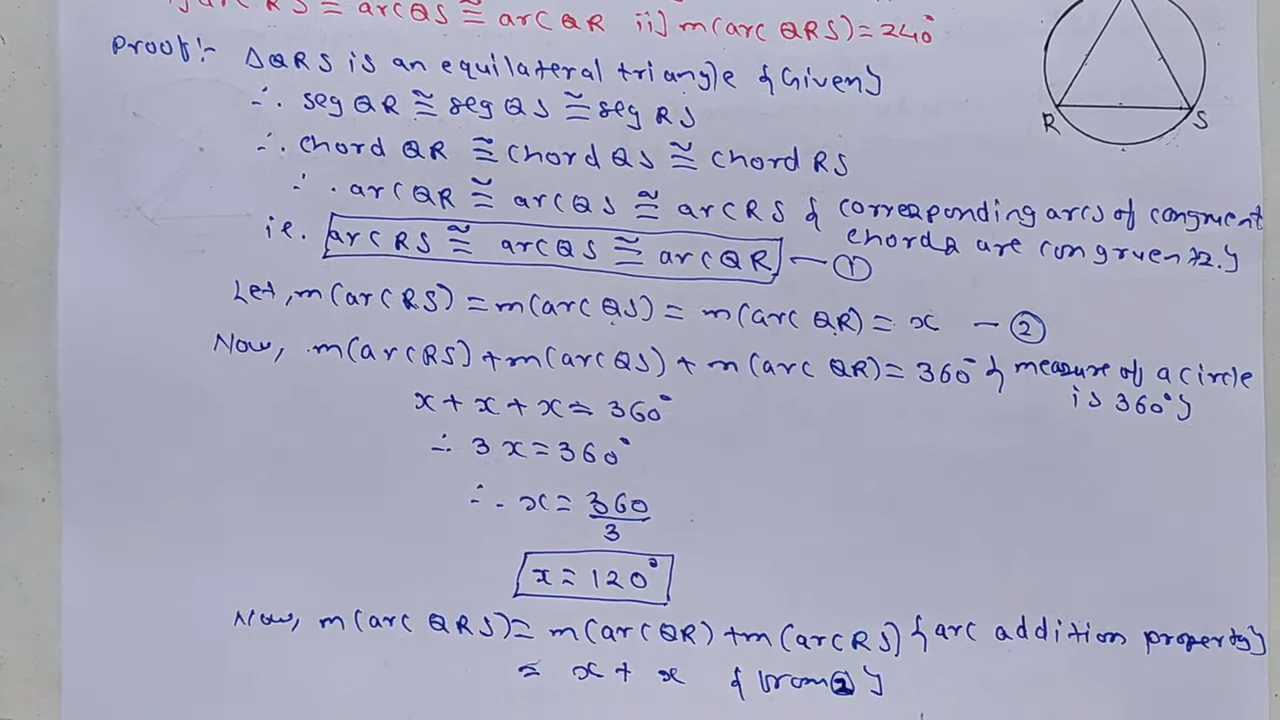 arc RS ≅ arc QS ≅ arc QR ii] m(arc QRS)=240°
Proof:- ΔQRS is an equilateral triangle {Given}
∴ seg QR ≅ seg QS ≅ seg RS
∴ chord QR ≅ chord QS ≅ chord RS
∴ arc QR ≅ arc QS ≅ arc RS { corresponding arcs of congruent
chords are congruent.}
ie. arc RS ≅ arc QS ≅ arc QR — ①
Let, m(arc RS) = m(arc QS) = m(arc QR) = x — ②
Now, m(arc RS) + m(arc QS) + m(arc QR) = 360° { measure of a circle
is 360°}
x + x + x = 360°
∴ 3x = 360°
∴ x = 360/3
x = 120°
Now, m(arc QRS) = m(arc QR) + m(arc RS) {arc addition property}
= x + x { from ② }
R S